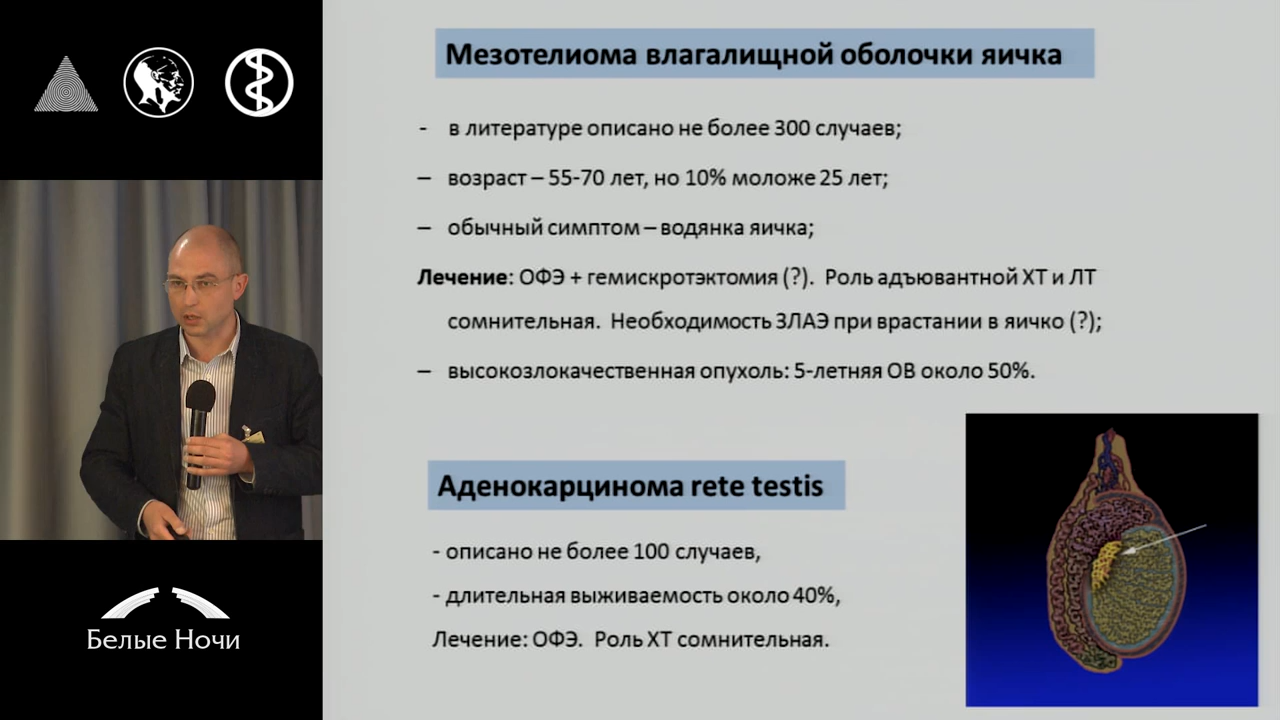 Мезотелиома влагалищной оболочки яичка
- в литературе описано не более 300 случаев;
– возраст – 55-70 лет, но 10% моложе 25 лет;
– обычный симптом – водянка яичка;
Лечение: ОФЭ + гемискротэктомия (?). Роль адъювантной ХТ и ЛТ
сомнительная. Необходимость ЗЛАЭ при врастании в яичко (?);
– высокозлокачественная опухоль: 5-летняя ОВ около 50%.
Аденокарцинома rete testis
- описано не более 100 случаев,
- длительная выживаемость около 40%,
Лечение: ОФЭ. Роль ХТ сомнительная.
Белые Ночи